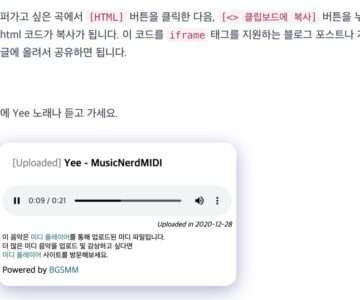 퍼가고 싶은 곡에서 [HTML] 버튼을 클릭한 다음, [<> 클립보드에 복사] 버튼을
html 코드가 복사가 됩니다. 이 코드를 iframe 태그를 지원하는 블로그 포스트나
글에 올려서 공유하면 됩니다.
에 Yee 노래나 듣고 가세요.
[Uploaded] Yee - MusicNerdMIDI
0:09 / 0:21
Uploaded in 2020-12-28
이 음악은 미디 플레이어를 통해 업로드된 미디 파일입니다.
더 많은 미디 음악을 업로드 및 감상하고 싶다면
미디 플레이어 사이트를 방문해보세요.
Powered by BGSMM